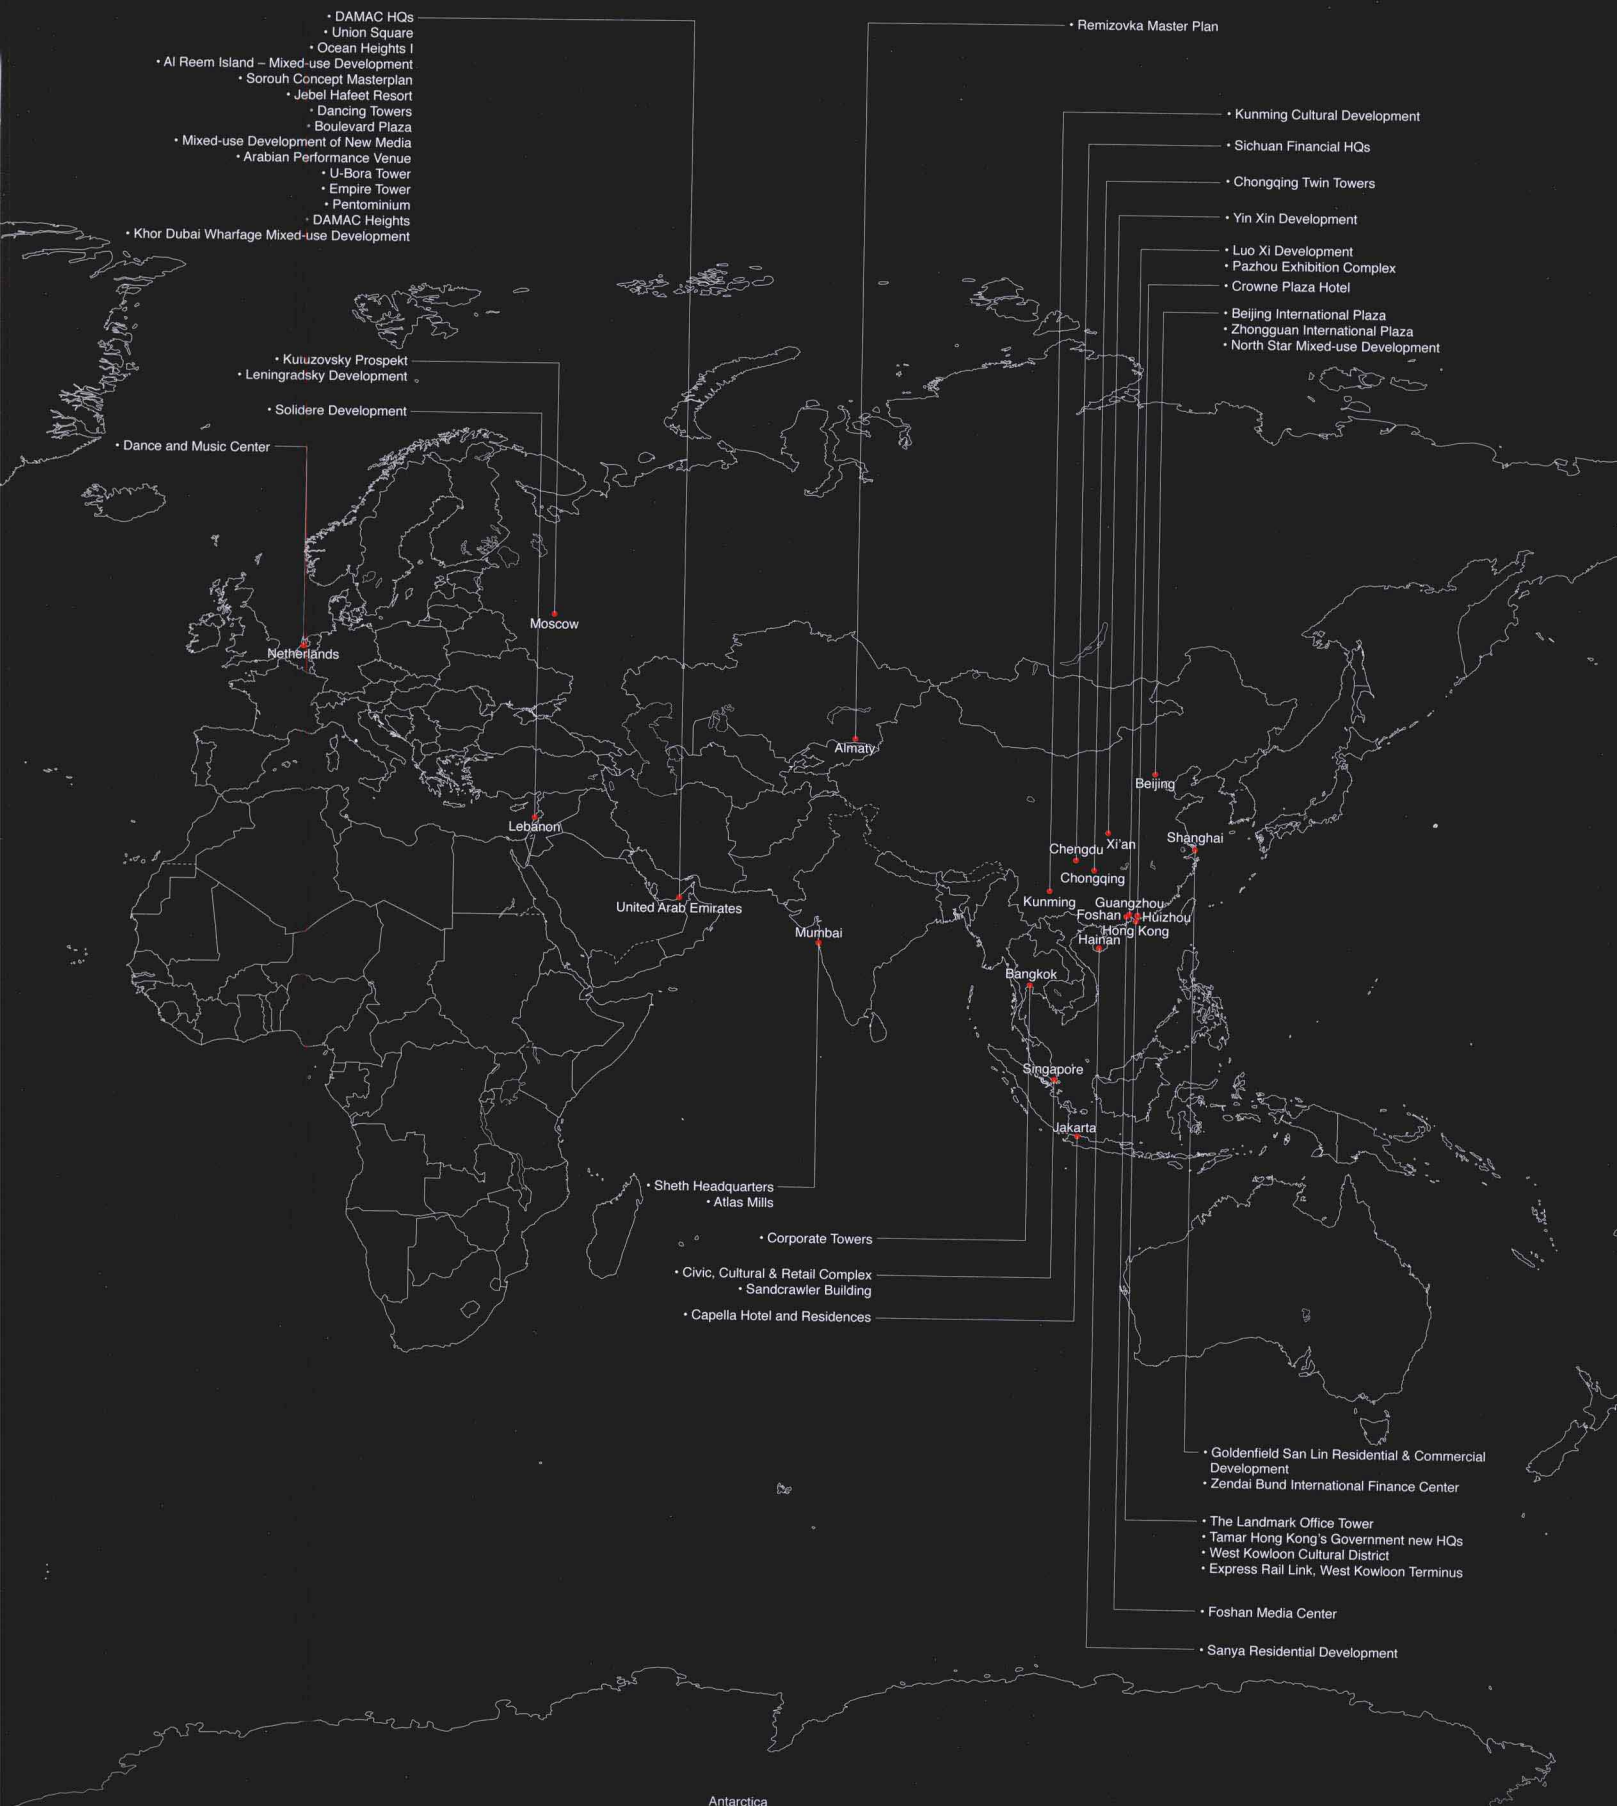 • DAMAC HQs
• Union Square
• Ocean Heights I
• Al Reem Island – Mixed-use Development
• Sorouh Concept Masterplan
• Jebel Hafeet Resort
• Dancing Towers
• Boulevard Plaza
• Mixed-use Development of New Media
• Arabian Performance Venue
• U-Bora Tower
• Empire Tower
• Pentominium
• DAMAC Heights
• Khor Dubai Wharfage Mixed-use Development
• Remizovka Master Plan
• Kunming Cultural Development
• Sichuan Financial HQs
• Chongqing Twin Towers
• Yin Xin Development
• Luo Xi Development
• Pazhou Exhibition Complex
• Crowne Plaza Hotel
• Beijing International Plaza
• Zhongguan International Plaza
• North Star Mixed-use Development
• Kutuzovsky Prospekt
• Leningradsky Development
• Solidere Development
• Dance and Music Center
Moscow
Netherlands
Almaty
Beijing
Lebanon
Shanghai
Xi'an
Chengdu
Chongqing
Kunming
Guangzhou
United Arab Emirates
Foshan
Huizhou
Hong Kong
Mumbai
Hainan
Bangkok
Singapore
Jakarta
• Sheth Headquarters
• Atlas Mills
• Corporate Towers
• Civic, Cultural & Retail Complex
• Sandcrawler Building
• Capella Hotel and Residences
• Goldenfield San Lin Residential & Commercial
Development
• Zendai Bund International Finance Center
• The Landmark Office Tower
• Tamar Hong Kong's Government new HQs
• West Kowloon Cultural District
• Express Rail Link, West Kowloon Terminus
• Foshan Media Center
• Sanya Residential Development
Antarctica